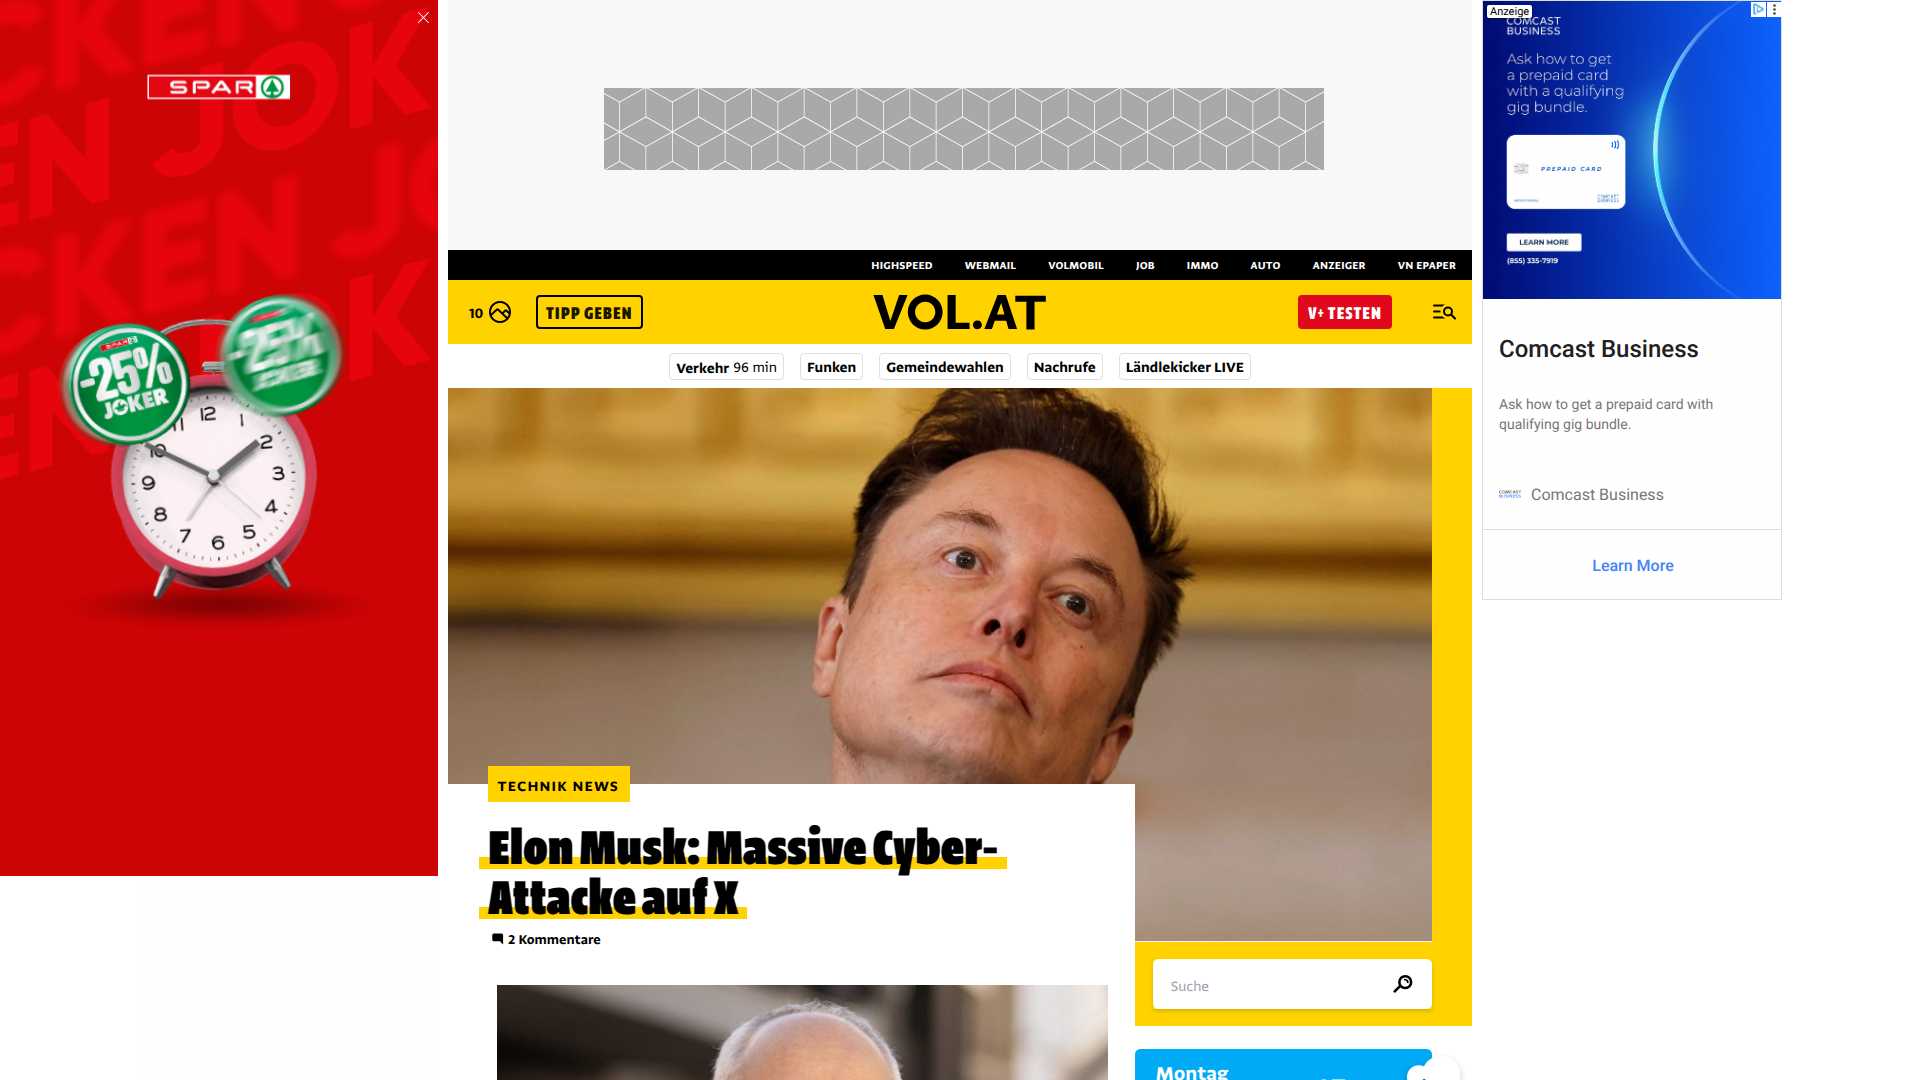 SPAR
-25%
JOKER
HIGHSPEED
WEBMAIL
VOLMOBIL
JOB
IMMO
AUTO
ANZEIGER
VN EPAPER
10
TIPP GEBEN
VOL.AT
V+ TESTEN
Verkehr 96 min
Funken
Gemeindewahlen
Nachrufe
Ländlekicker LIVE
TECHNIK NEWS
Elon Musk: Massive Cyber-
Attacke auf X
2 Kommentare
Suche
Montag
Anzeige
COMCAST
BUSINESS
Ask how to get
a prepaid card
with a qualifying
gig bundle.
PREPAID CARD
LEARN MORE
(855) 335-7919
Comcast Business
Ask how to get a prepaid card with
qualifying gig bundle.
Comcast Business
Learn More